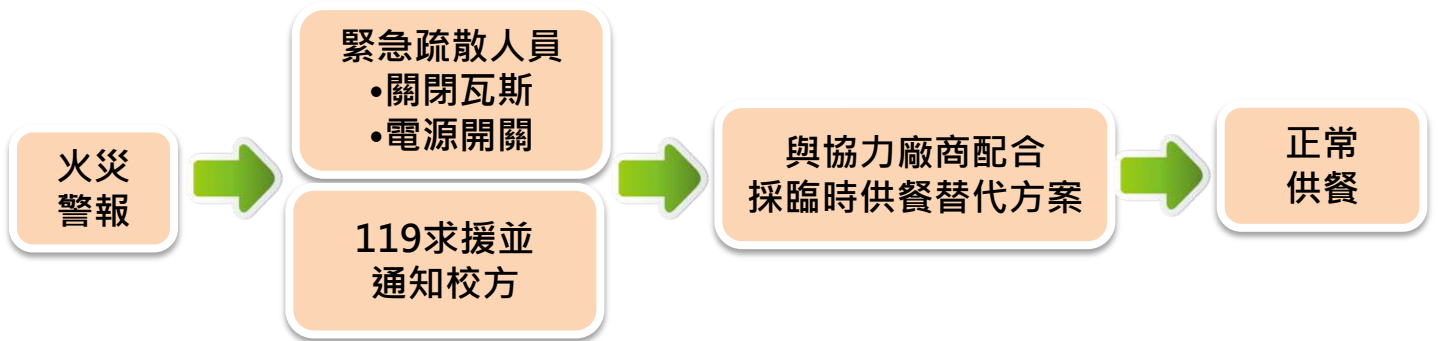 火災
警報
緊急疏散人員
•關閉瓦斯
•電源開關
119求援並
通知校方
與協力廠商配合
採臨時供餐替代方案
正常
供餐